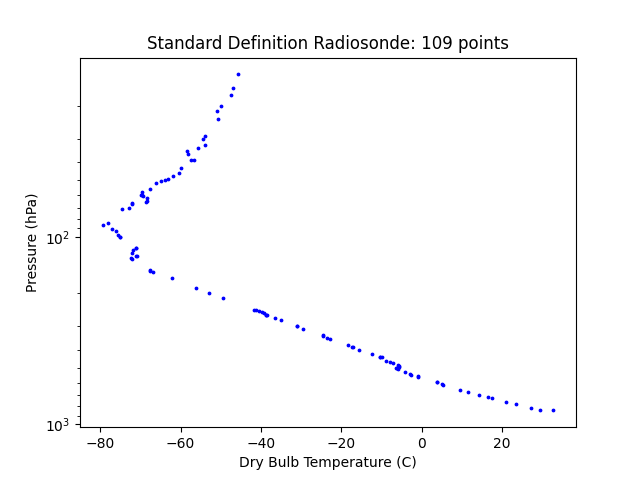 Standard Definition Radiosonde: 109 points
Pressure (hPa)
10²
10³
−80 −60 −40 −20 0 20
Dry Bulb Temperature (C)